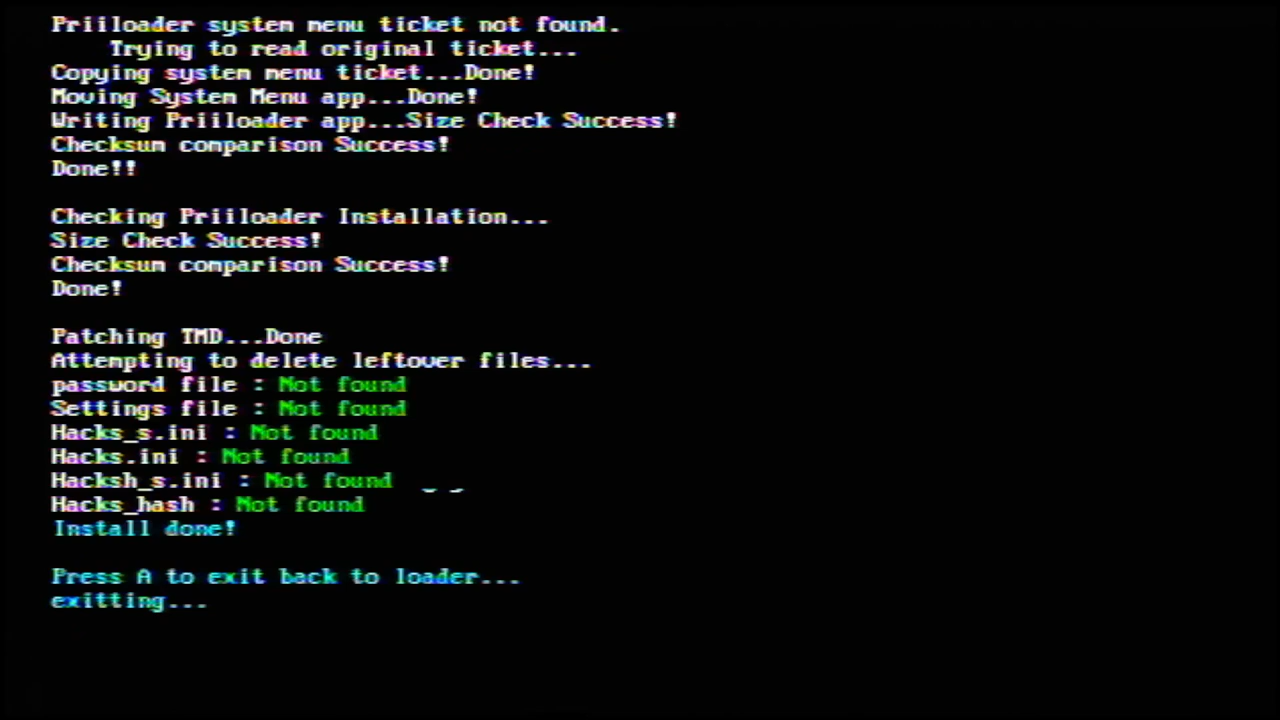 Priiloader system menu ticket not found.
Trying to read original ticket...
Copying system menu ticket...Done!
Moving System Menu app...Done!
Writing Priiloader app...Size Check Success!
Checksum comparison Success!
Done!!
Checking Priiloader Installation...
Size Check Success!
Checksum comparison Success!
Done!
Patching TMD...Done
Attempting to delete leftover files...
password file : Not found
Settings file : Not found
Hacks_s.ini : Not found
Hacks.ini : Not found
Hacksh_s.ini : Not found
Hacks_hash : Not found
Install done!
Press A to exit back to loader...
exitting...